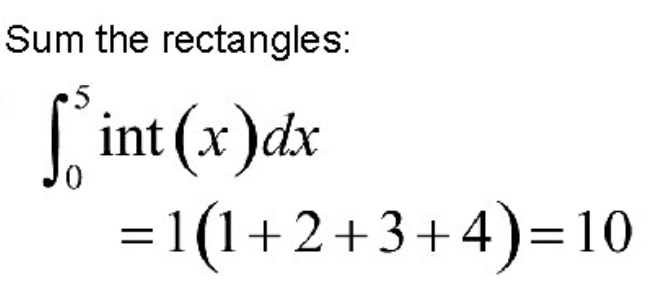 Sum the rectangles:
∫₀⁵ int(x)dx
=1(1+2+3+4)=10